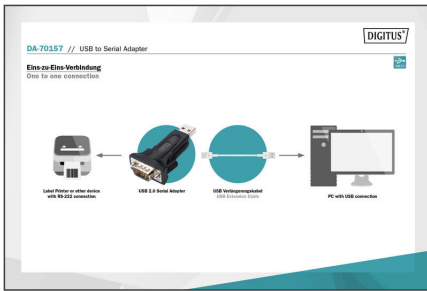 DIGITUS®
DA-70157 // USB to Serial Adapter
Eins-zu-Eins-Verbindung
One to one connection
Label Printer or other device
with RS-232 connection
USB 2.0 Serial Adapter
USB Verlängerungskabel
USB Extension Cable
PC with USB connection